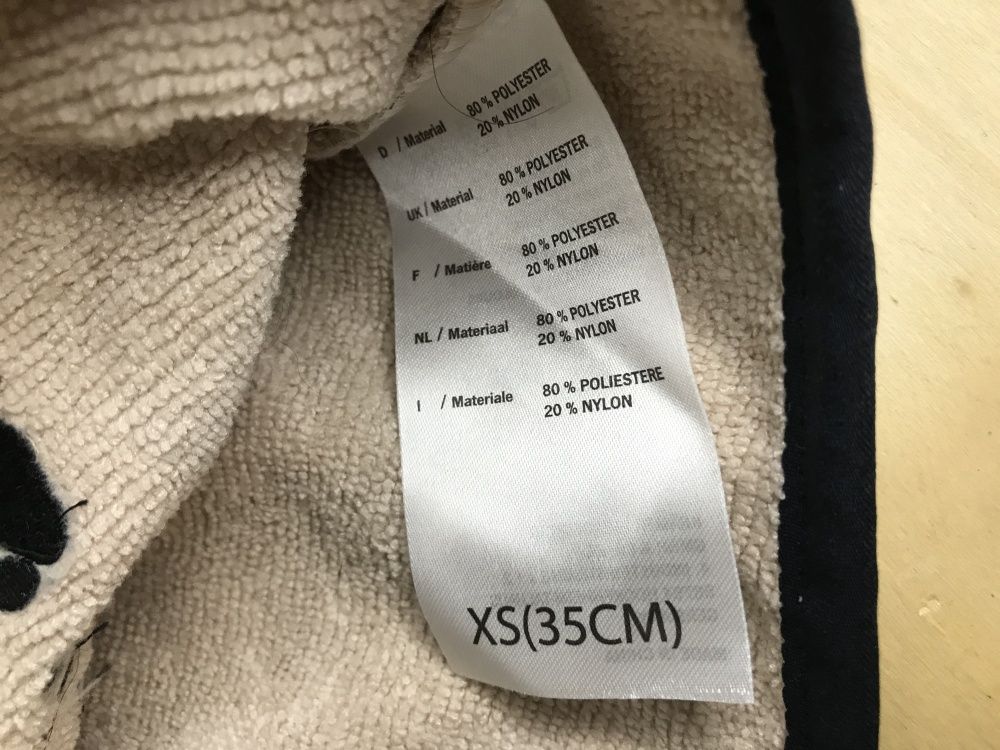 D / Material 80 % POLYESTER
20 % NYLON
UK / Material 80 % POLYESTER
20 % NYLON
F / Matière 80 % POLYESTER
20 % NYLON
NL / Materiaal 80 % POLYESTER
20 % NYLON
I / Materiale 80 % POLIESTERE
20 % NYLON
XS(35CM)